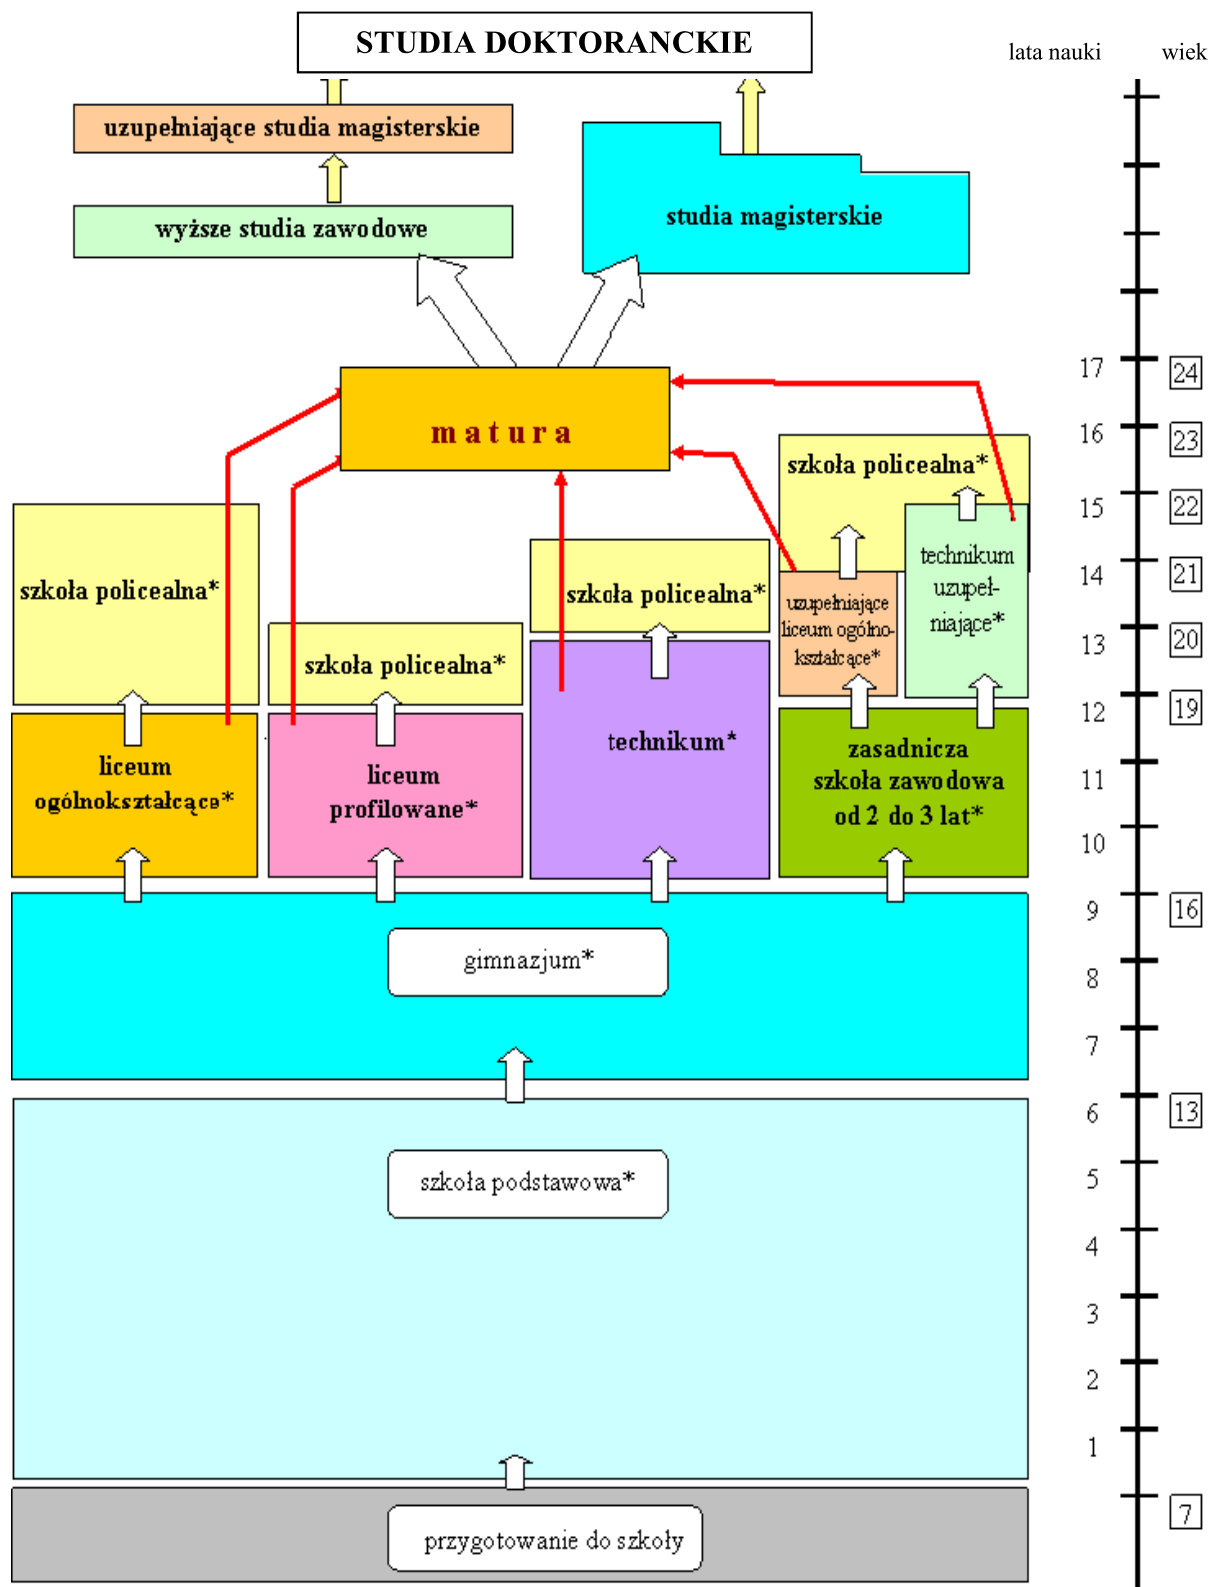 STUDIA DOKTORANCKIE
lata nauki
wiek
uzupełniające studia magisterskie
wyższe studia zawodowe
studia magisterskie
matura
17
24
16
23
szkoła policealna*
15
22
szkoła policealna*
szkoła policealna*
technikum
uzupeł-
niające*
14
21
uzupełniające
liceum ogólno-
kształcące*
szkoła policealna*
13
20
12
19
liceum
ogólnokształcące*
liceum
profilowane*
technikum*
zasadnicza
szkoła zawodowa
od 2 do 3 lat*
11
10
9
16
gimnazjum*
8
7
6
13
szkoła podstawowa*
5
4
3
2
1
7
przygotowanie do szkoły